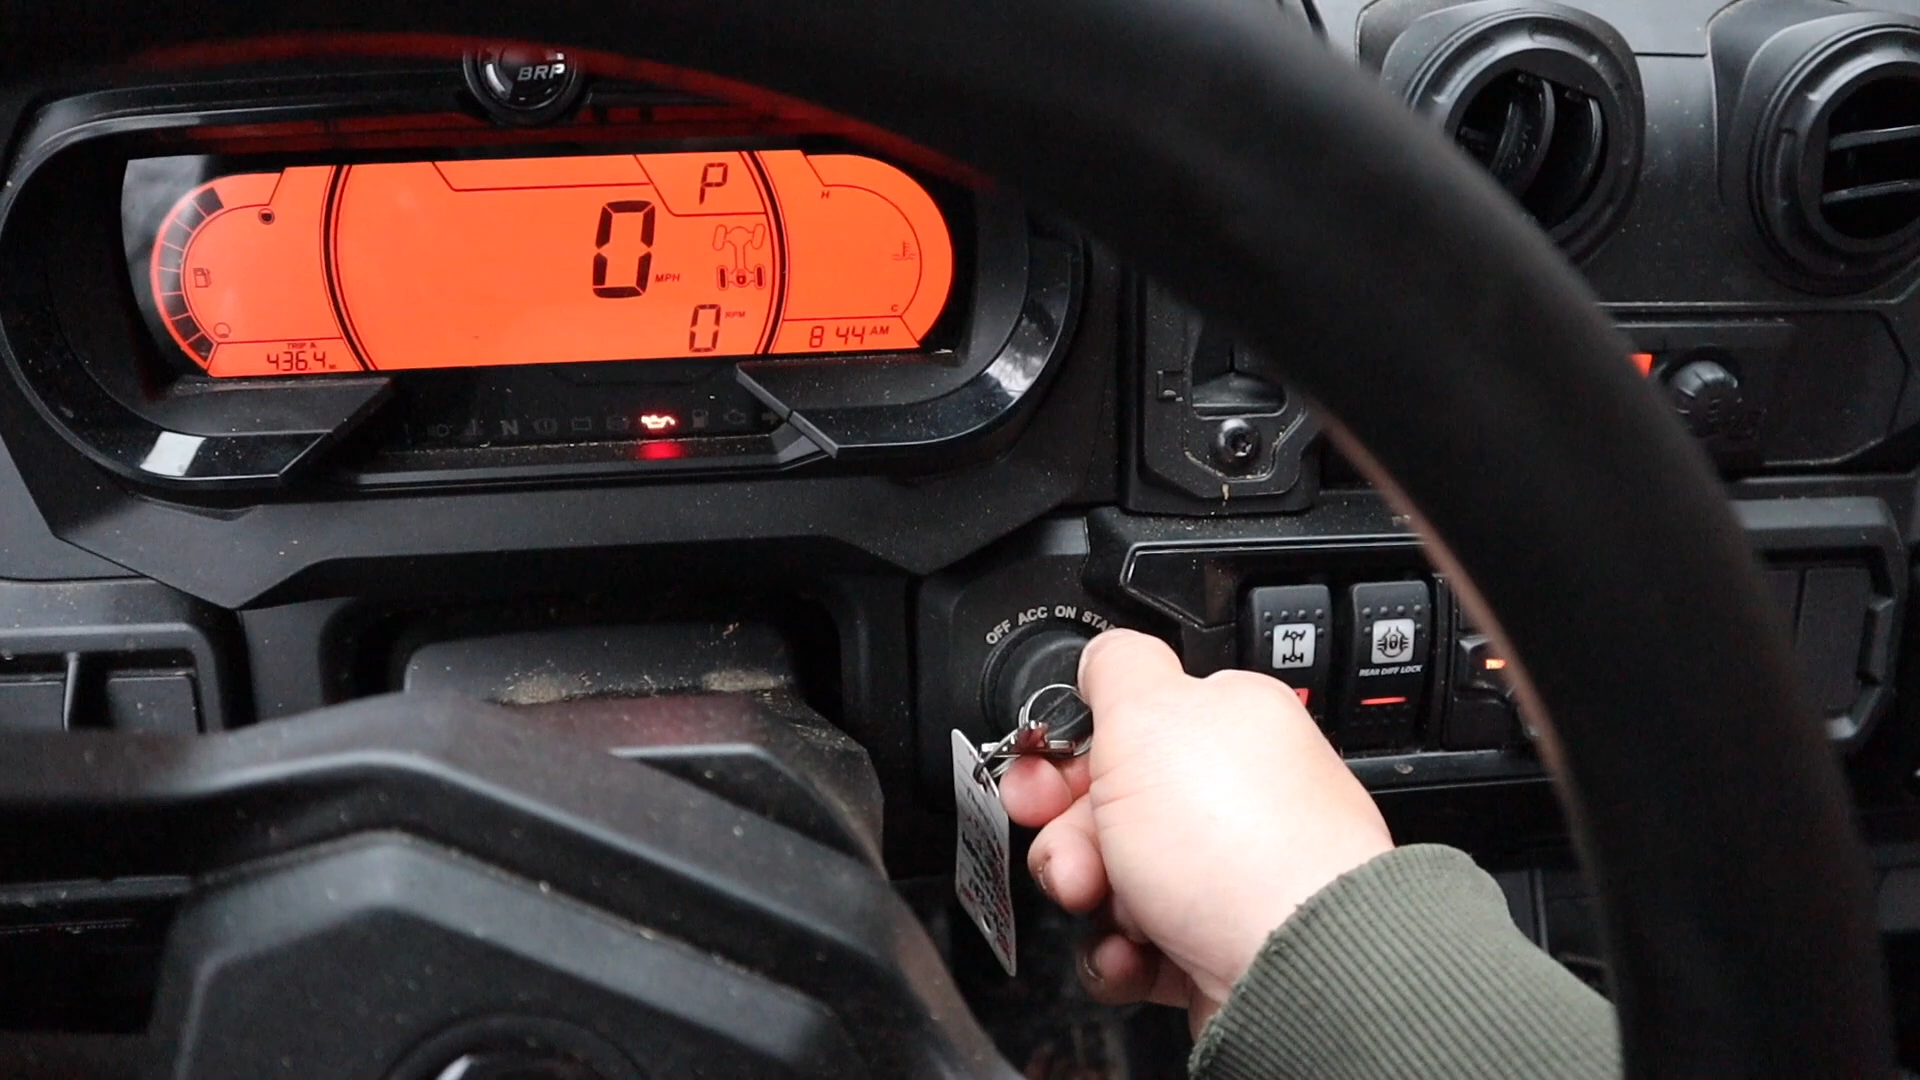 BRP
P
H
0 MPH
0 RPM
C
TRIP A
436.4
8 44 AM
N
OFF ACC ON STA
REAR DIFF LOCK